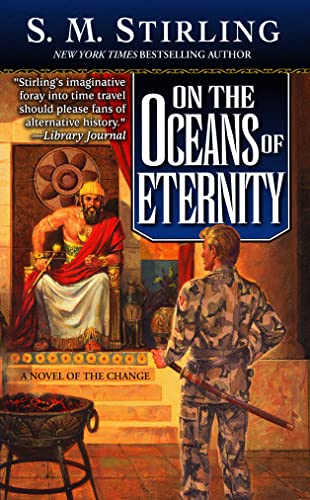 S. M. STIRLING
NEW YORK TIMES BESTSELLING AUTHOR
"Stirling's imaginative
foray into time travel
should please fans of
alternative history."
—Library Journal
ON THE
OCEANS OF
ETERNITY
A NOVEL OF THE CHANGE